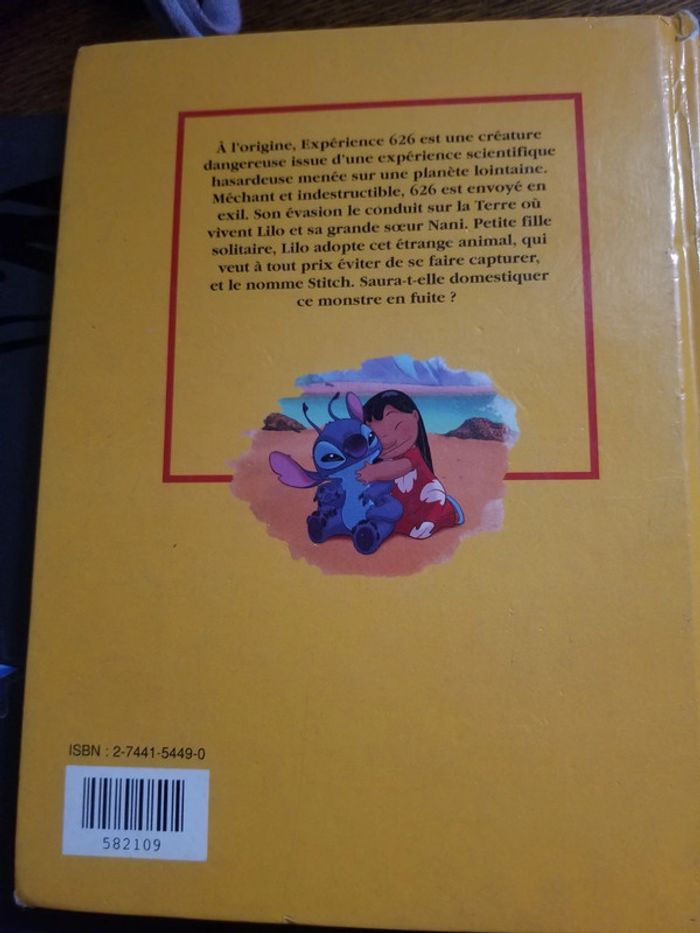 À l'origine, Expérience 626 est une créature
dangereuse issue d'une expérience scientifique
hasardeuse menée sur une planète lointaine.
Méchant et indestructible, 626 est envoyé en
exil. Son évasion le conduit sur la Terre où
vivent Lilo et sa grande sœur Nani. Petite fille
solitaire, Lilo adopte cet étrange animal, qui
veut à tout prix éviter de se faire capturer,
et le nomme Stitch. Saura-t-elle domestiquer
ce monstre en fuite ?
ISBN : 2-7441-5449-0
582109